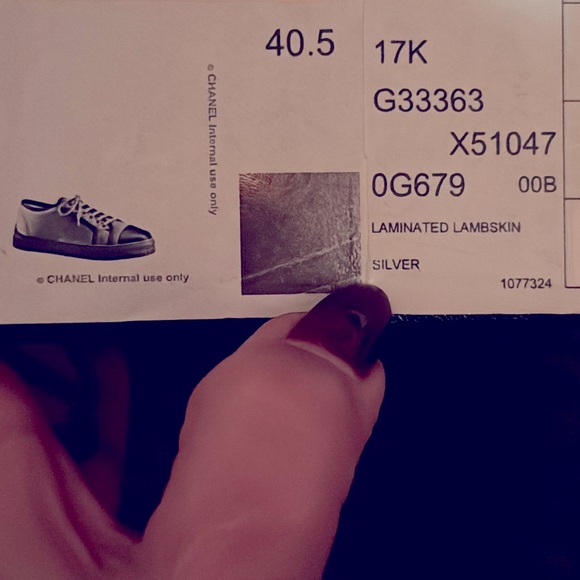 40.5
© CHANEL Internal use only
© CHANEL Internal use only
17K
G33363
X51047
0G679 00B
LAMINATED LAMBSKIN
SILVER
1077324